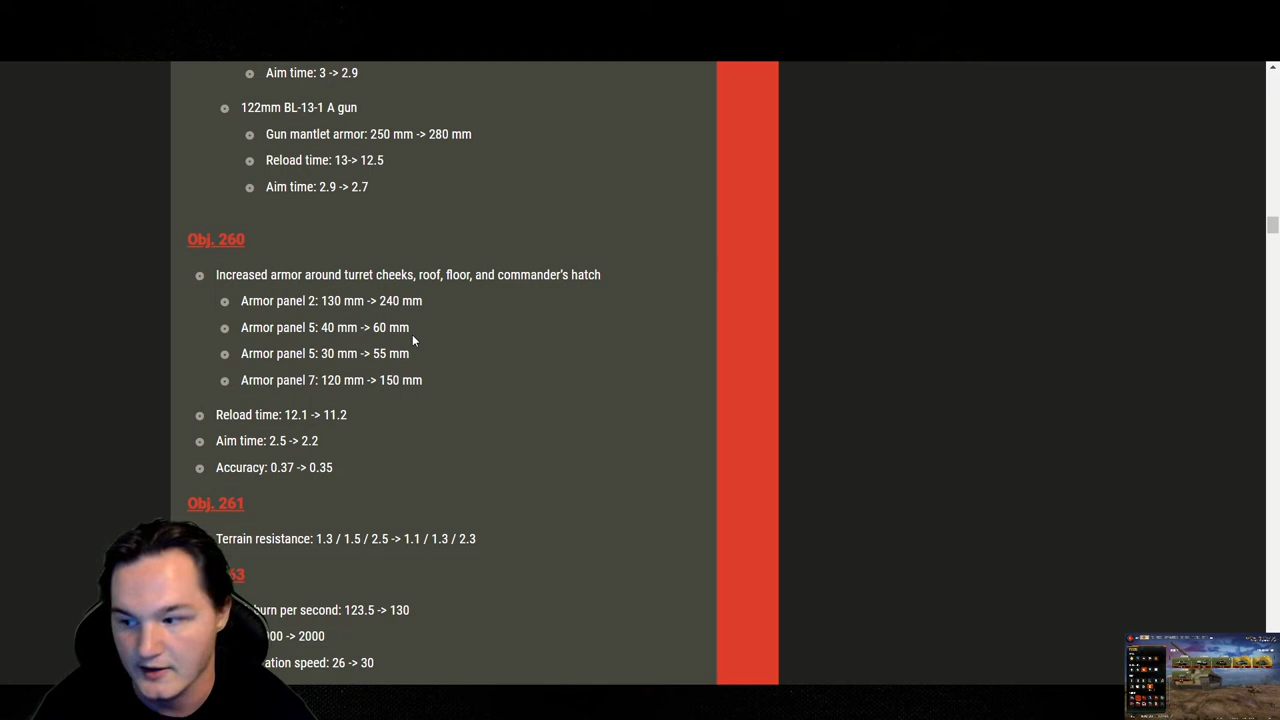 Aim time: 3 -> 2.9
122mm BL-13-1 A gun
Gun mantlet armor: 250 mm -> 280 mm
Reload time: 13-> 12.5
Aim time: 2.9 -> 2.7
Obj. 260
Increased armor around turret cheeks, roof, floor, and commander's hatch
Armor panel 2: 130 mm -> 240 mm
Armor panel 5: 40 mm -> 60 mm
Armor panel 5: 30 mm -> 55 mm
Armor panel 7: 120 mm -> 150 mm
Reload time: 12.1 -> 11.2
Aim time: 2.5 -> 2.2
Accuracy: 0.37 -> 0.35
Obj. 261
Terrain resistance: 1.3 / 1.5 / 2.5 -> 1.1 / 1.3 / 2.3
63
burn per second: 123.5 -> 130
00 -> 2000
ation speed: 26 -> 30